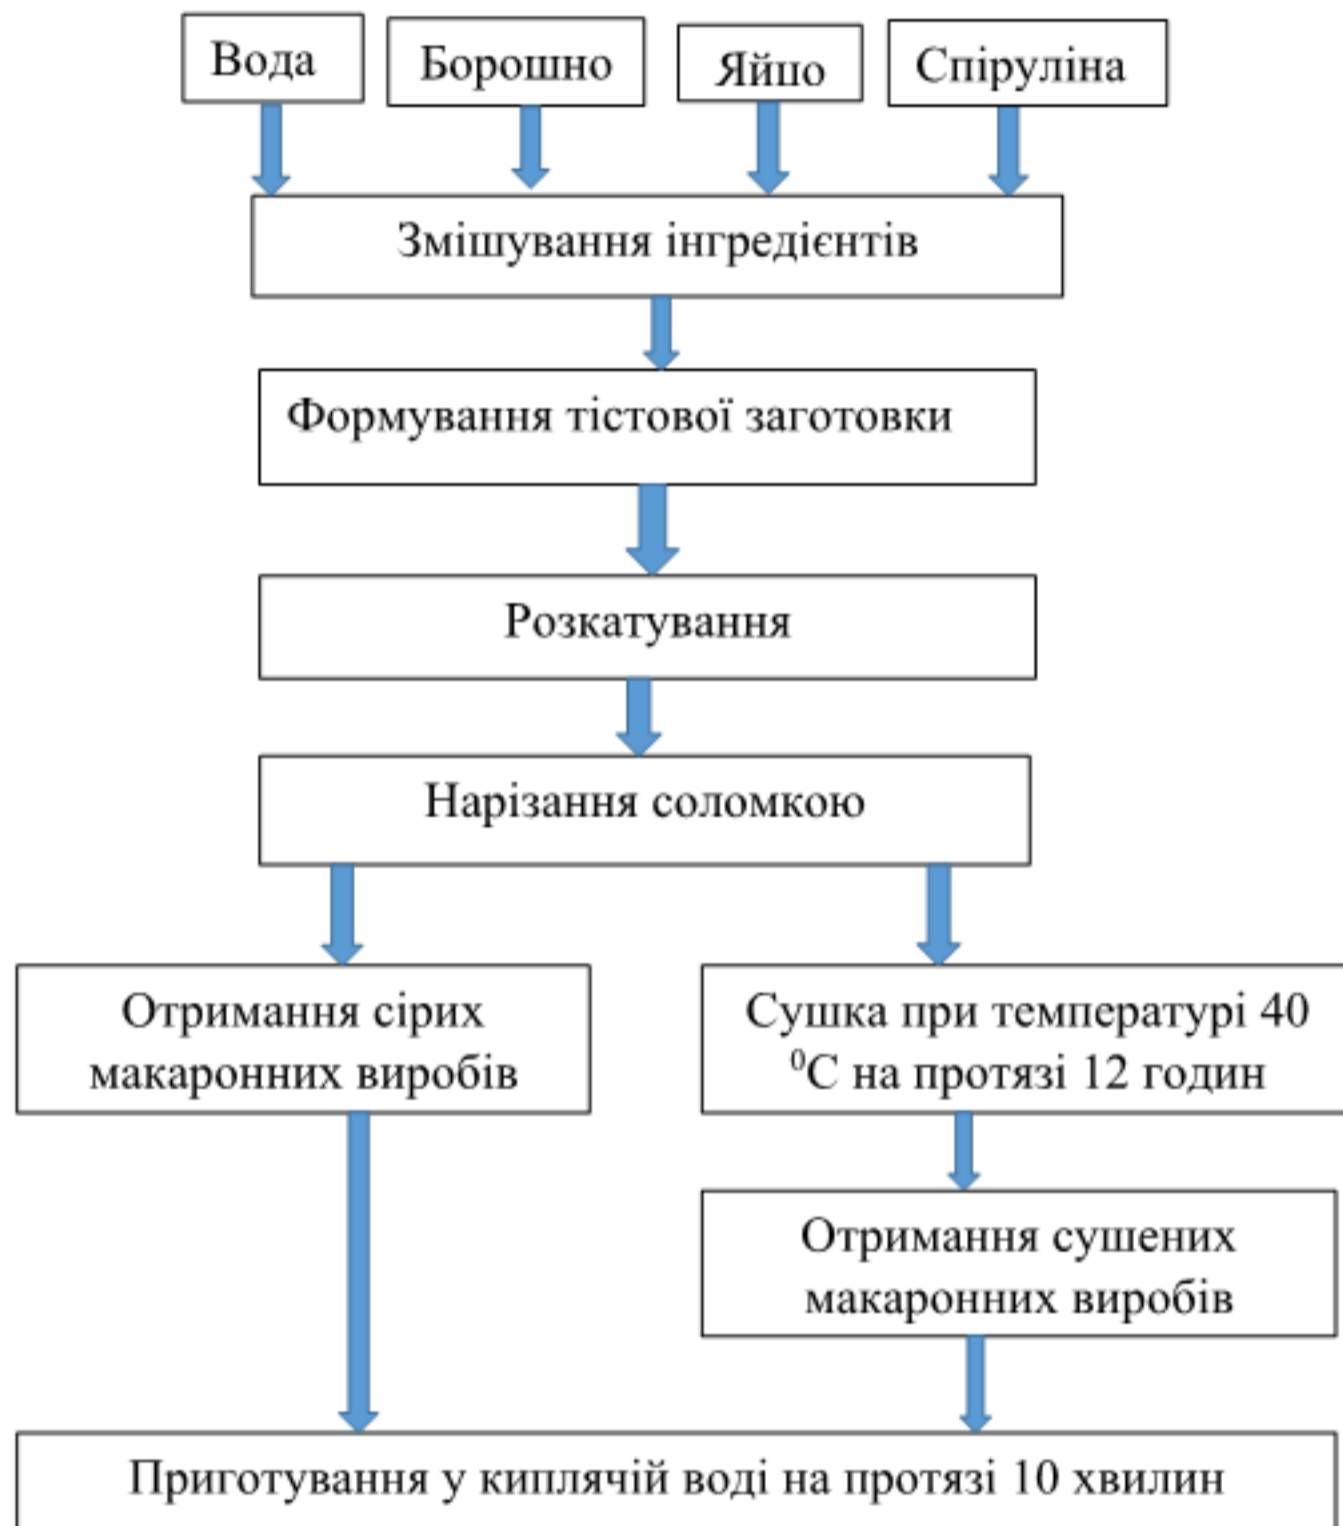 Вода
Борошно
Яйцо
Спіруліна
Змішування інгредієнтів
Формування тістової заготовки
Розкатування
Нарізання соломкою
Отримання сірих
макаронних виробів
Сушка при температурі 40
⁰С на протязі 12 годин
Отримання сушених
макаронних виробів
Приготування у киплячій воді на протязі 10 хвилин